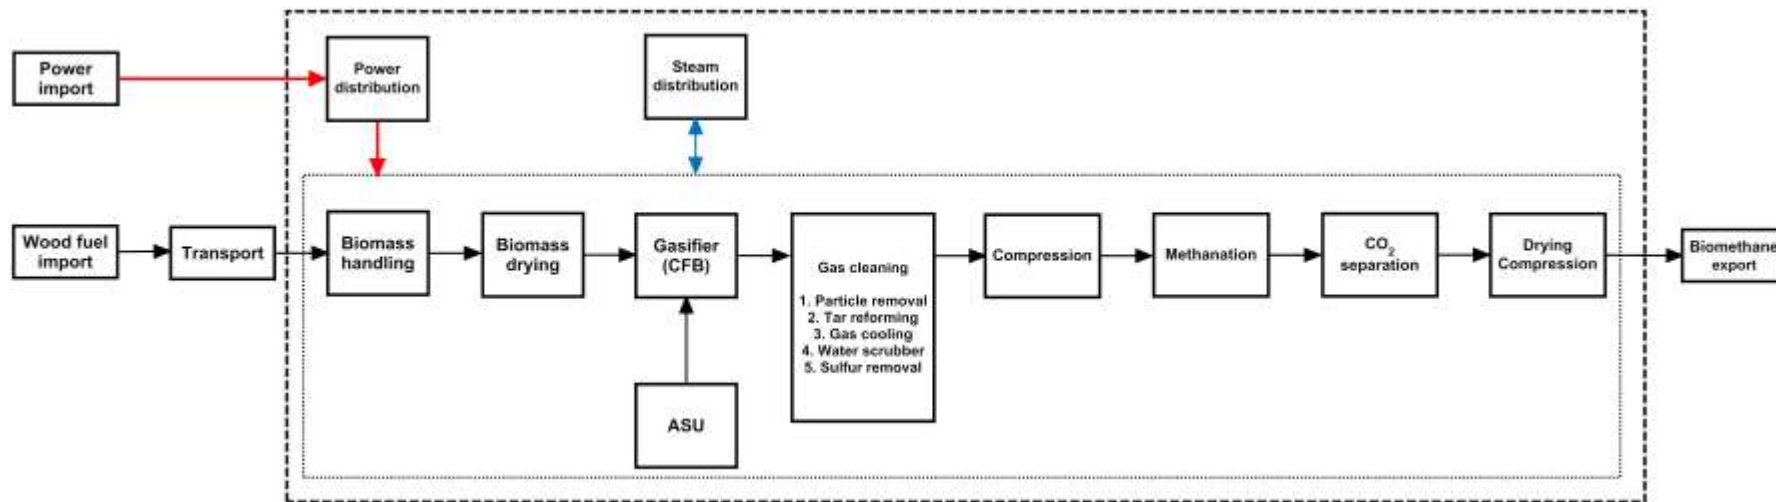 Power
import
Power
distribution
Steam
distribution
Wood fuel
import
Transport
Biomass
handling
Biomass
drying
Gasifier
(CFB)
Gas cleaning
1. Particle removal
2. Tar reforming
3. Gas cooling
4. Water scrubber
5. Sulfur removal
Compression
Methanation
CO2
separation
Drying
Compression
Biomethane
export
ASU